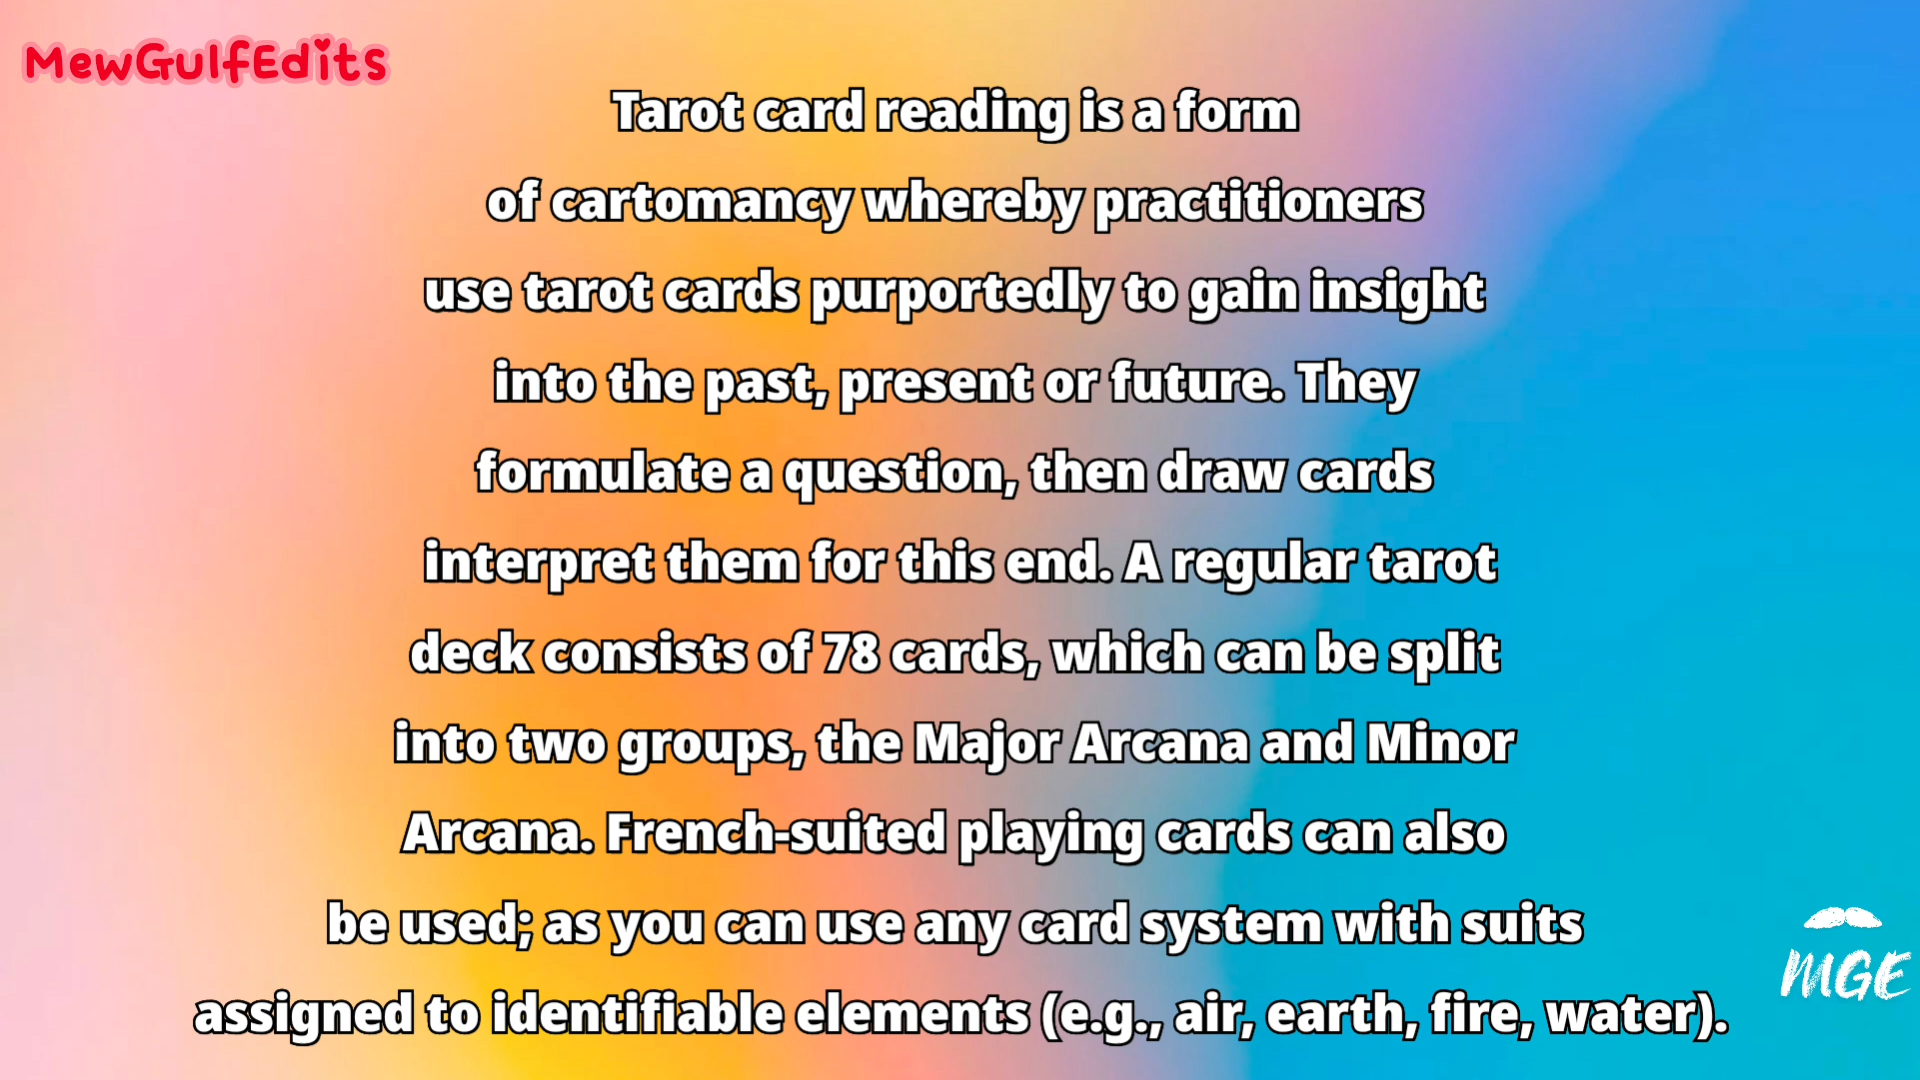 MewGulfEdits
Tarot card reading is a form
of cartomancy whereby practitioners
use tarot cards purportedly to gain insight
into the past, present or future. They
formulate a question, then draw cards
interpret them for this end. A regular tarot
deck consists of 78 cards, which can be split
into two groups, the Major Arcana and Minor
Arcana. French-suited playing cards can also
be used; as you can use any card system with suits
assigned to identifiable elements (e.g., air, earth, fire, water).
MGE